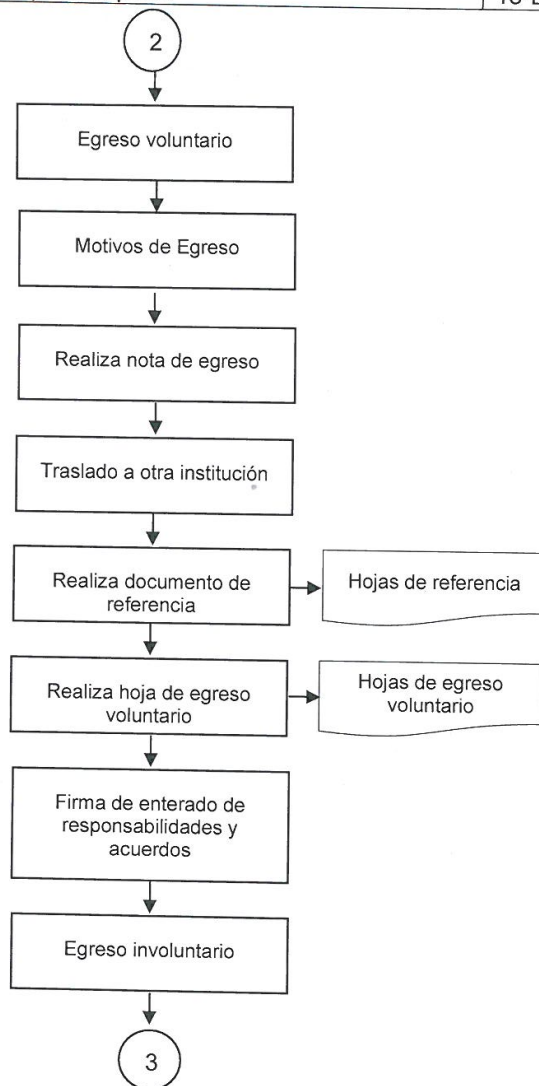 2
Egreso voluntario
Motivos de Egreso
Realiza nota de egreso
Traslado a otra institución
Realiza documento de
referencia
Hojas de referencia
Realiza hoja de egreso
voluntario
Hojas de egreso
voluntario
Firma de enterado de
responsabilidades y
acuerdos
Egreso involuntario
3